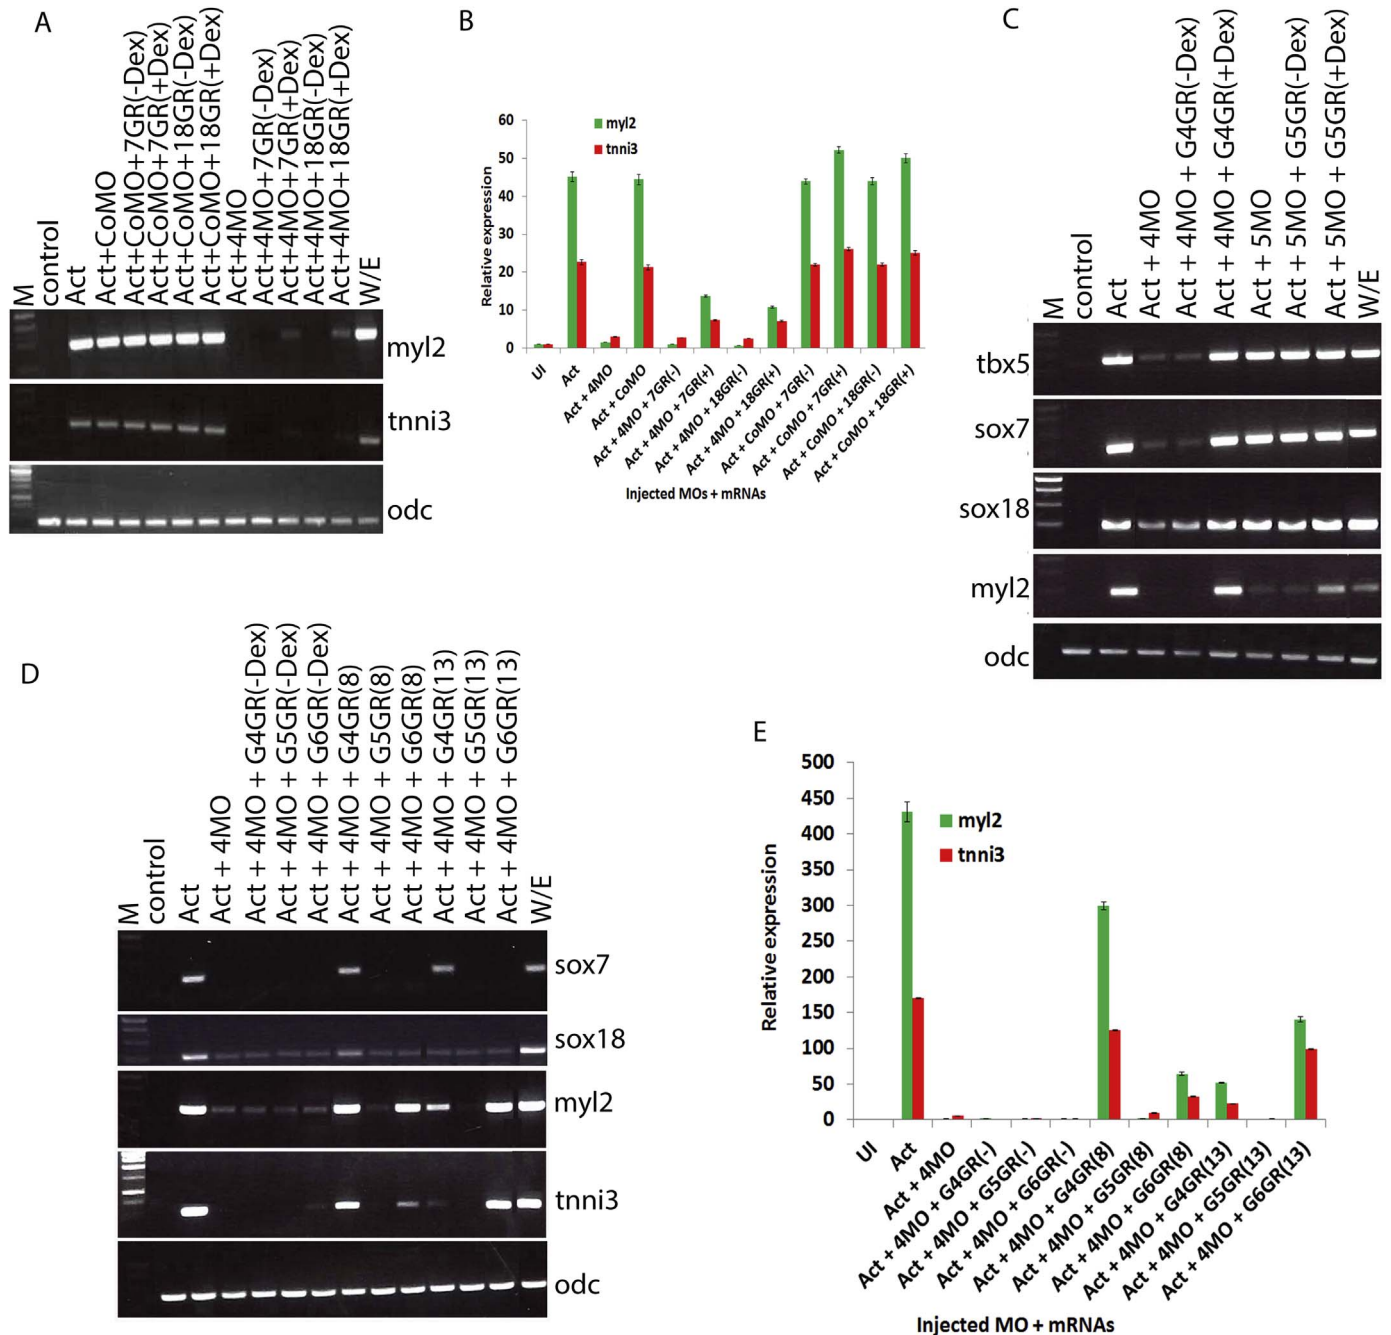 A
M
control
Act
Act+CoMO
Act+CoMO+7GR(-Dex)
Act+CoMO+7GR(+Dex)
Act+CoMO+18GR(-Dex)
Act+CoMO+18GR(+Dex)
Act+4MO
Act+4MO+7GR(-Dex)
Act+4MO+7GR(+Dex)
Act+4MO+18GR(-Dex)
Act+4MO+18GR(+Dex)
W/E
myl2
tnni3
odc
B
60
50
40
30
20
10
0
Relative expression
myl2
tnni3
UI
Act
Act + 4MO
Act + CoMO
Act + 4MO + 7GR(-)
Act + 4MO + 7GR(+)
Act + 4MO + 18GR(-)
Act + 4MO + 18GR(+)
Act + CoMO + 7GR(-)
Act + CoMO + 7GR(+)
Act + CoMO + 18GR(-)
Act + CoMO + 18GR(+)
Injected MOs + mRNAs
C
M
control
Act
Act + 4MO
Act + 4MO + G4GR(-Dex)
Act + 4MO + G4GR(+Dex)
Act + 5MO
Act + 5MO + G5GR(-Dex)
Act + 5MO + G5GR(+Dex)
W/E
tbx5
sox7
sox18
myl2
odc
D
M
control
Act
Act + 4MO
Act + 4MO + G4GR(-Dex)
Act + 4MO + G5GR(-Dex)
Act + 4MO + G6GR(-Dex)
Act + 4MO + G4GR(8)
Act + 4MO + G5GR(8)
Act + 4MO + G6GR(8)
Act + 4MO + G4GR(13)
Act + 4MO + G5GR(13)
Act + 4MO + G6GR(13)
W/E
sox7
sox18
myl2
tnni3
odc
E
500
450
400
350
300
250
200
150
100
50
0
Relative expression
myl2
tnni3
UI
Act
Act + 4MO
Act + 4MO + G4GR(-)
Act + 4MO + G5GR(-)
Act + 4MO + G6GR(-)
Act + 4MO + G4GR(8)
Act + 4MO + G5GR(8)
Act + 4MO + G6GR(8)
Act + 4MO + G4GR(13)
Act + 4MO + G5GR(13)
Act + 4MO + G6GR(13)
Injected MO + mRNAs